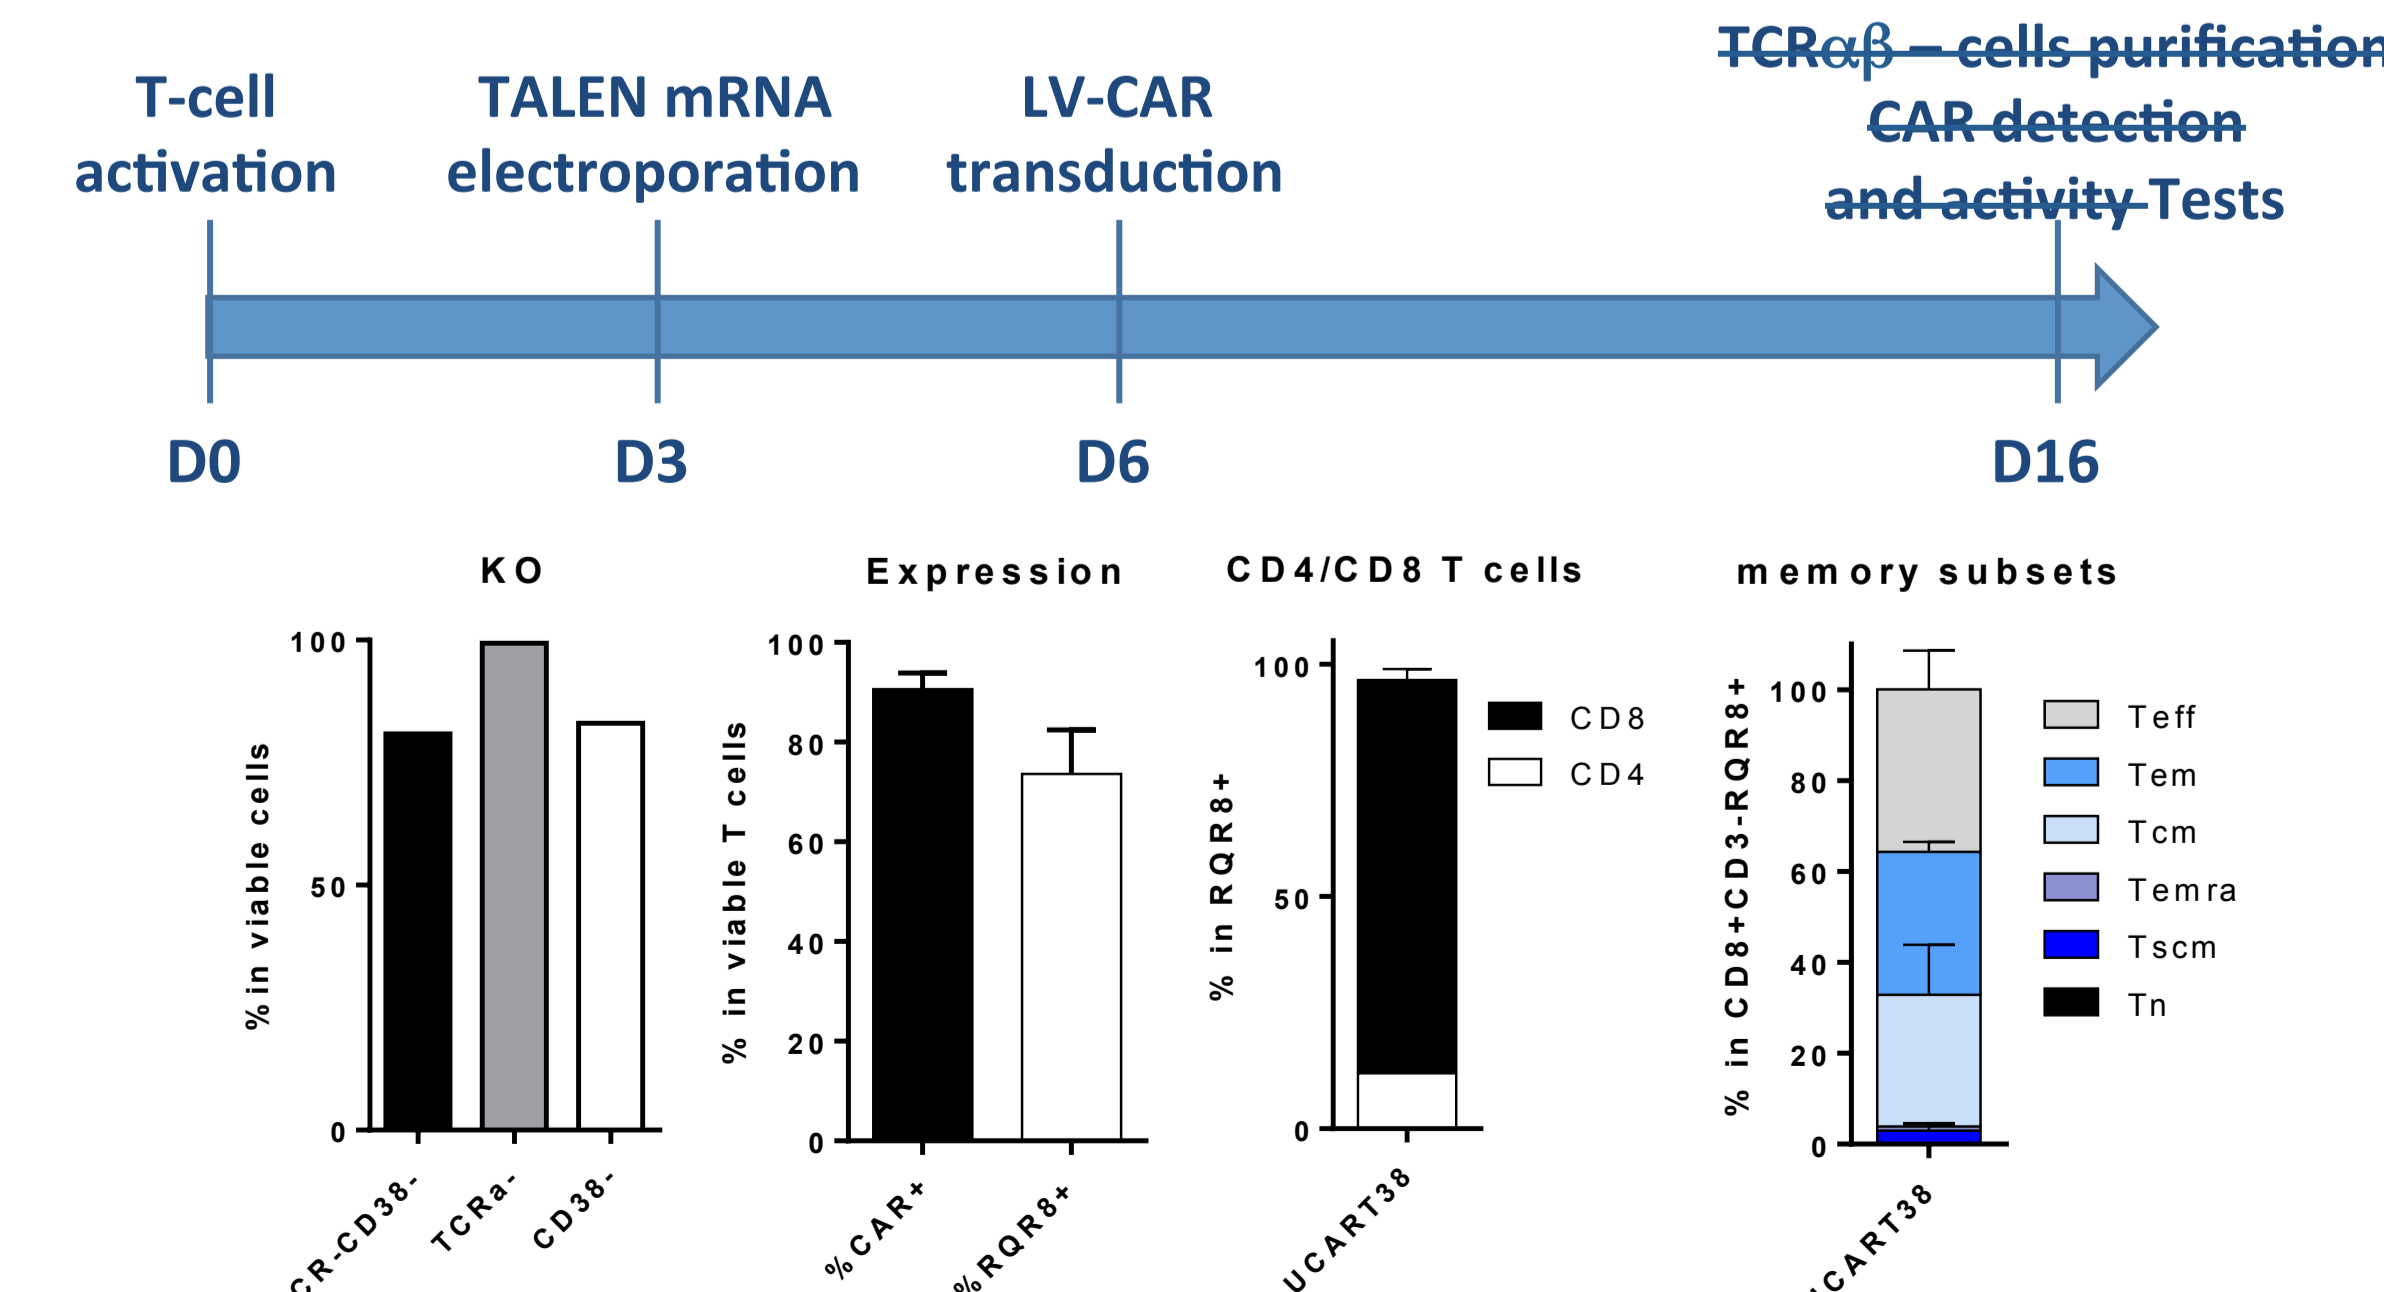 T-cell
activation
TALEN mRNA
electroporation
LV-CAR
transduction
TCRαβ – cells purification
CAR detection
and activity Tests
D0
D3
D6
D16
KO
% in viable cells
100
50
0
CR-CD38-
TCRa-
CD38-
Expression
% in viable T cells
100
80
60
40
20
0
%CAR+
%RQR8+
CD4/CD8 T cells
% in RQR8+
100
50
0
UCART38
CD8
CD4
memory subsets
% in CD8+CD3-RQR8+
100
80
60
40
20
0
CART38
Teff
Tem
Tcm
Temra
Tscm
Tn